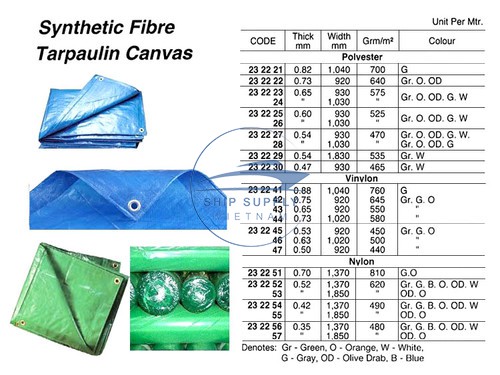 Synthetic Fibre
Tarpaulin Canvas
Unit Per Mtr.
CODE Thick mm Width mm Grm/m² Colour
Polyester
23 22 21 0.82 1,040 700 G
23 22 22 0.73 920 640 Gr. O. OD
23 22 23 0.65 930 575 Gr. O. OD. G. W
24 " 1,030 "
23 22 25 0.60 930 525 Gr. O. OD. G. W
26 " 1,030 "
23 22 27 0.54 930 470 Gr. O. OD. G. W.
28 " 1,030 " Gr. O. OD. G
23 22 29 0.54 1.830 535 Gr. W
23 22 30 0.47 930 465 Gr. W
Vinvlon
23 22 41 0.88 1,040 760 G
42 0.75 920 645 Gr. G. O
43 0.65 920 550 "
44 0.73 1,020 580 "
23 22 45 0.53 920 450 Gr. G. O
46 0.63 1,020 500 "
47 0.50 920 440 "
Nylon
23 22 51 0.70 1,370 810 G.O
23 22 52 0.52 1,370 620 Gr. G. B. O. OD. W
53 " 1.850 " OD. O
23 22 54 0.42 1,370 490 Gr. G. B. O. OD. W
55 " 1.850 " OD. O
23 22 56 0.35 1,370 480 Gr. G. B. O. OD. W
57 " 1.850 " OD. O
Denotes: Gr - Green, O - Orange, W - White,
G - Gray, OD - Olive Drab, B - Blue
SHIP SUPPLY
VIETNAM